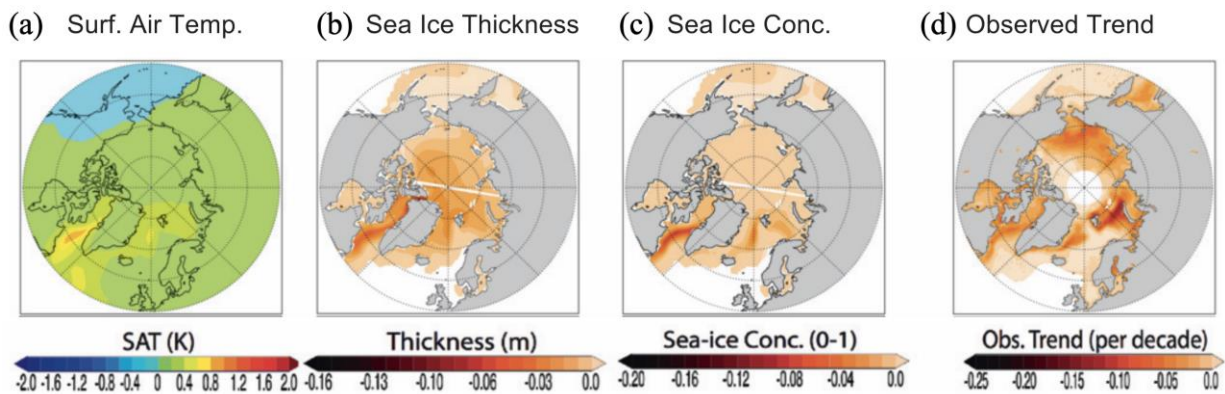 (a) Surf. Air Temp.
(b) Sea Ice Thickness
(c) Sea Ice Conc.
(d) Observed Trend
SAT (K)
-2.0 -1.6 -1.2 -0.8 -0.4 0 0.4 0.8 1.2 1.6 2.0
Thickness (m)
-0.16 -0.13 -0.10 -0.06 -0.03 0.0
Sea-ice Conc. (0-1)
-0.20 -0.16 -0.12 -0.08 -0.04 0.0
Obs. Trend (per decade)
-0.25 -0.20 -0.15 -0.10 -0.05 0.0